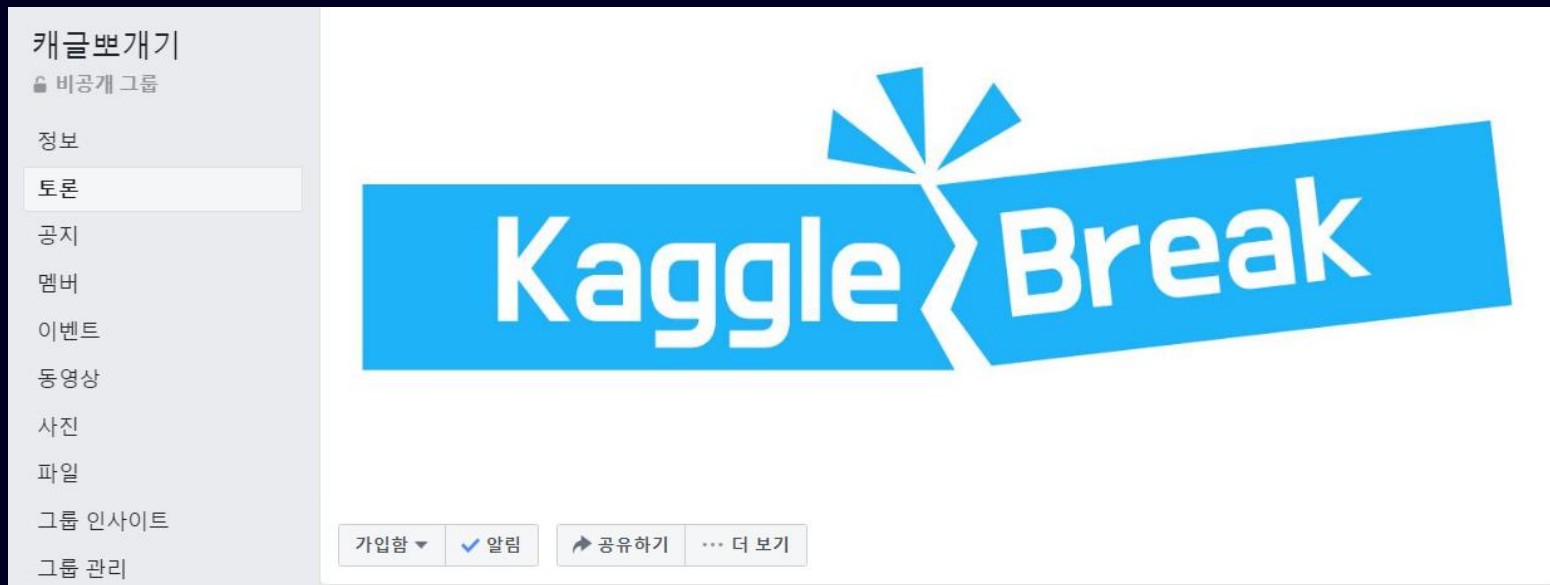 캐글뽀개기
비공개 그룹
정보
토론
공지
멤버
이벤트
동영상
사진
파일
그룹 인사이트
그룹 관리
Kaggle Break
가입함
알림
공유하기
··· 더 보기